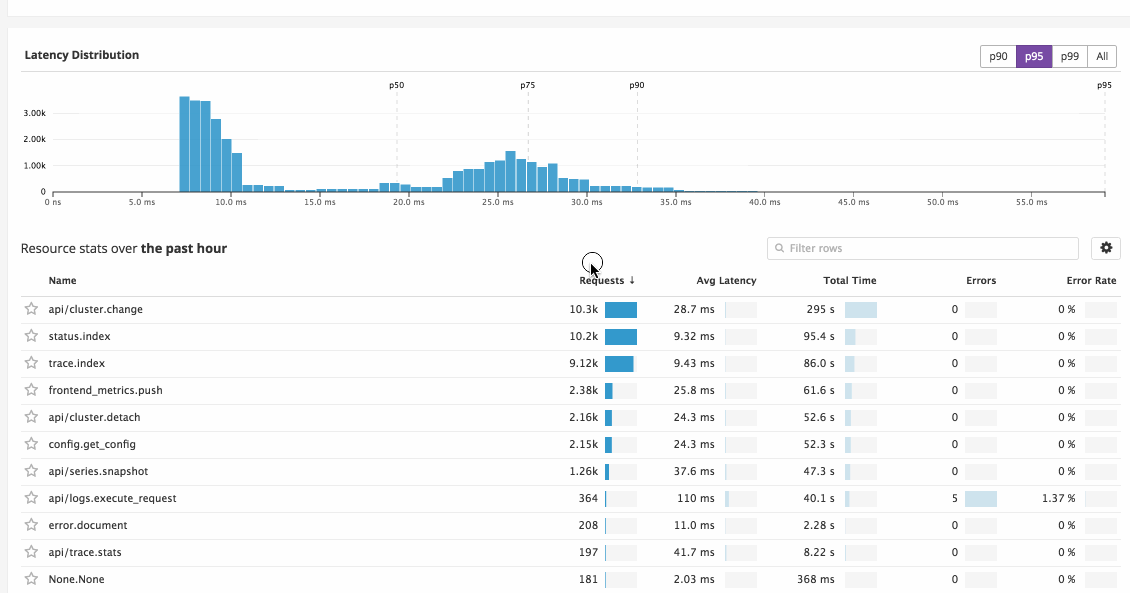 Latency Distribution
p90 p95 p99 All
p50 p75 p90 p95
3.00k
2.00k
1.00k
0
0 ns 5.0 ms 10.0 ms 15.0 ms 20.0 ms 25.0 ms 30.0 ms 35.0 ms 40.0 ms 45.0 ms 50.0 ms 55.0 ms
Resource stats over the past hour
Filter rows
Name Requests ↓ Avg Latency Total Time Errors Error Rate
api/cluster.change 10.3k 28.7 ms 295 s 0 0 %
status.index 10.2k 9.32 ms 95.4 s 0 0 %
trace.index 9.12k 9.43 ms 86.0 s 0 0 %
frontend_metrics.push 2.38k 25.8 ms 61.6 s 0 0 %
api/cluster.detach 2.16k 24.3 ms 52.6 s 0 0 %
config.get_config 2.15k 24.3 ms 52.3 s 0 0 %
api/series.snapshot 1.26k 37.6 ms 47.3 s 0 0 %
api/logs.execute_request 364 110 ms 40.1 s 5 1.37 %
error.document 208 11.0 ms 2.28 s 0 0 %
api/trace.stats 197 41.7 ms 8.22 s 0 0 %
None.None 181 2.03 ms 368 ms 0 0 %